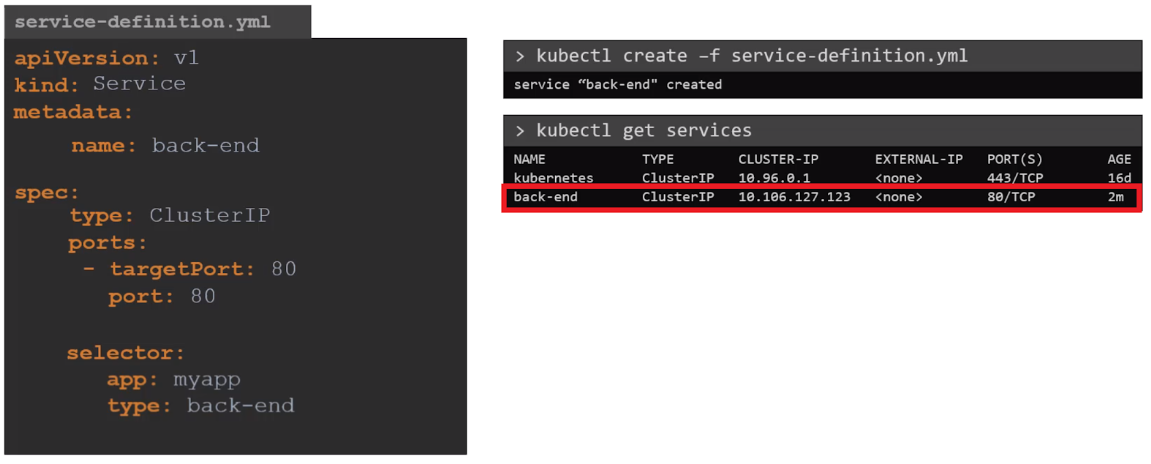 service-definition.yml
apiVersion: v1
kind: Service
metadata:
name: back-end
spec:
type: ClusterIP
ports:
- targetPort: 80
port: 80
selector:
app: myapp
type: back-end
> kubectl create –f service-definition.yml
service “back-end" created
> kubectl get services
NAME TYPE CLUSTER-IP EXTERNAL-IP PORT(S) AGE
kubernetes ClusterIP 10.96.0.1 <none> 443/TCP 16d
back-end ClusterIP 10.106.127.123 <none> 80/TCP 2m